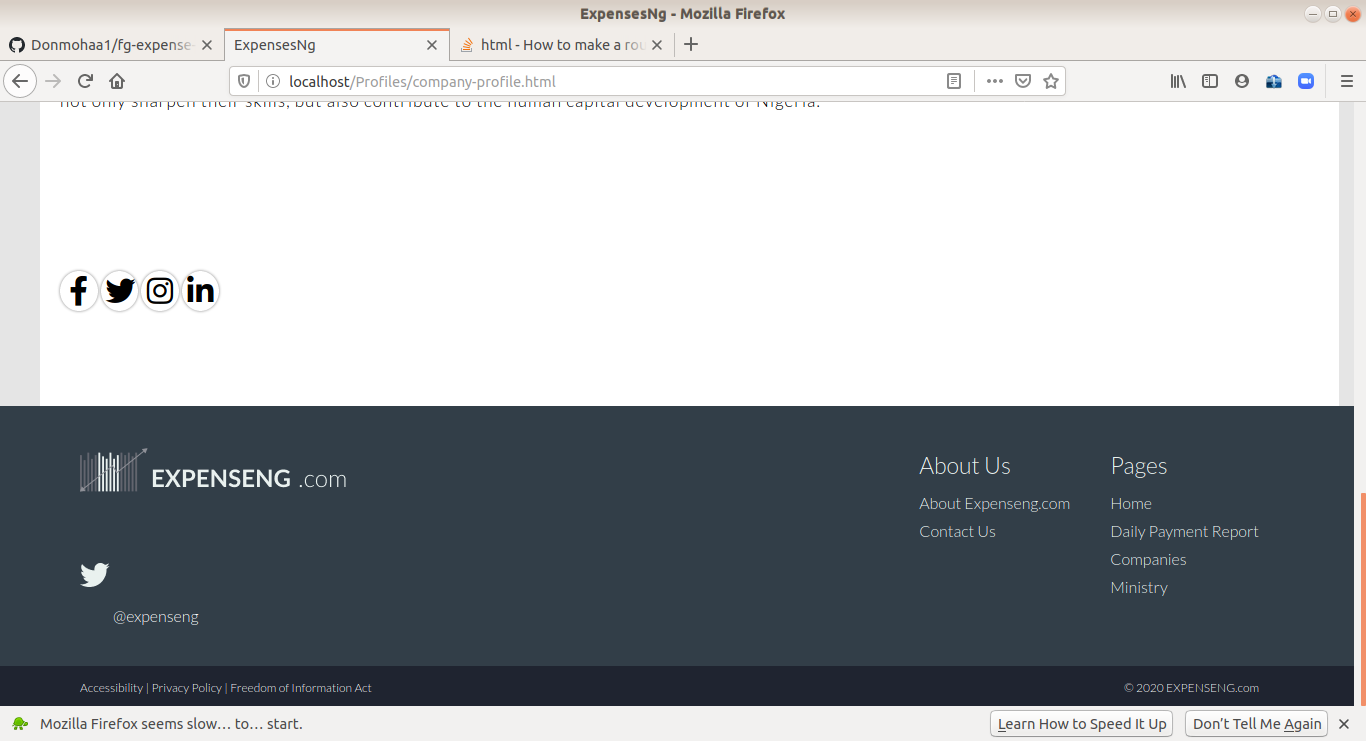 ExpensesNg - Mozilla Firefox
Donmohaa1/fg-expense-
ExpensesNg
html - How to make a rou
localhost/Profiles/company-profile.html
not only sharpen their skills, but also contribute to the human capital development of Nigeria.
EXPENSENG .com
About Us
About Expenseng.com
Contact Us
Pages
Home
Daily Payment Report
Companies
Ministry
@expenseng
Accessibility | Privacy Policy | Freedom of Information Act
© 2020 EXPENSENG.com
Mozilla Firefox seems slow… to… start.
Learn How to Speed It Up
Don’t Tell Me Again